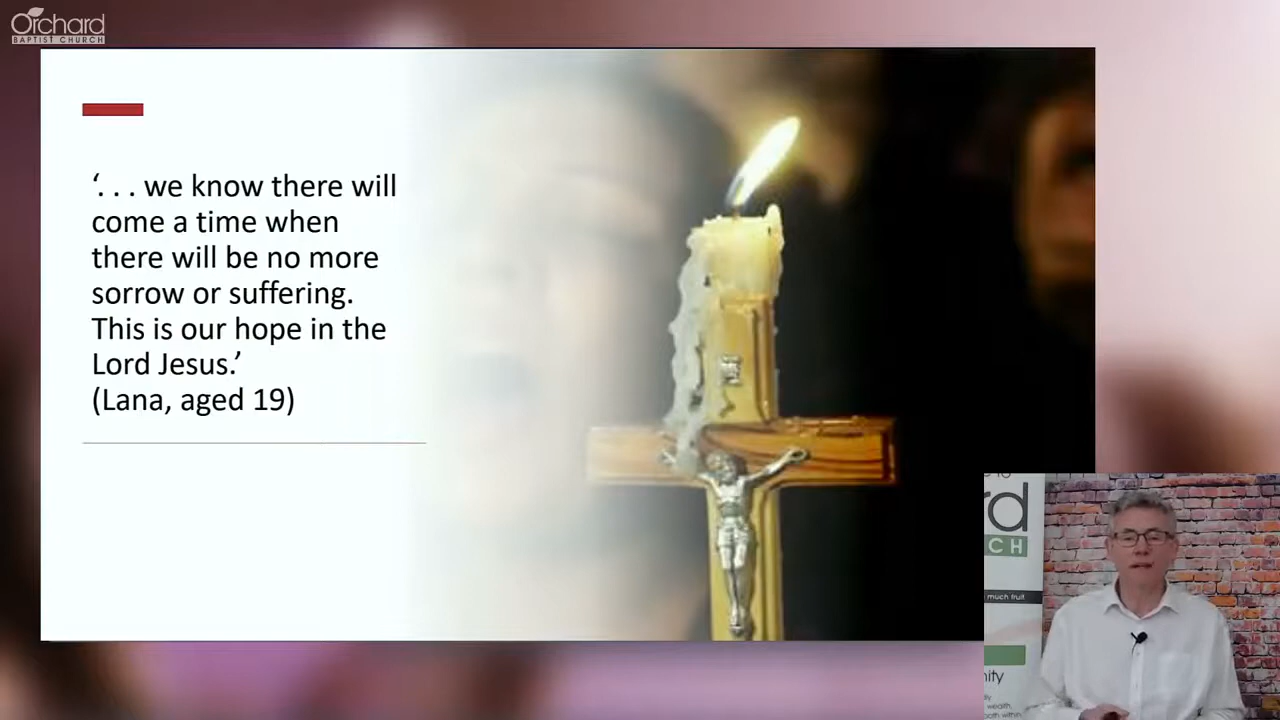 Orchard
BAPTIST CHURCH
‘. . . we know there will
come a time when
there will be no more
sorrow or suffering.
This is our hope in the
Lord Jesus.’
(Lana, aged 19)
rd
CH
much fruit
nity
wealth,